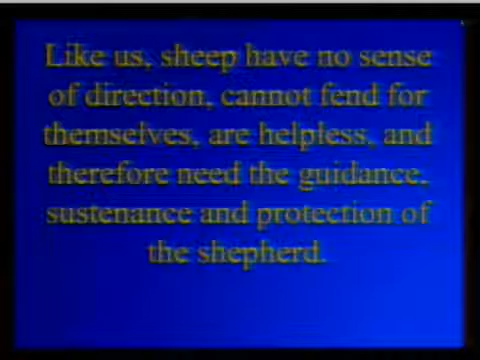 Like us, sheep have no sense
of direction, cannot fend for
themselves, are helpless, and
therefore need the guidance,
sustenance and protection of
the shepherd.